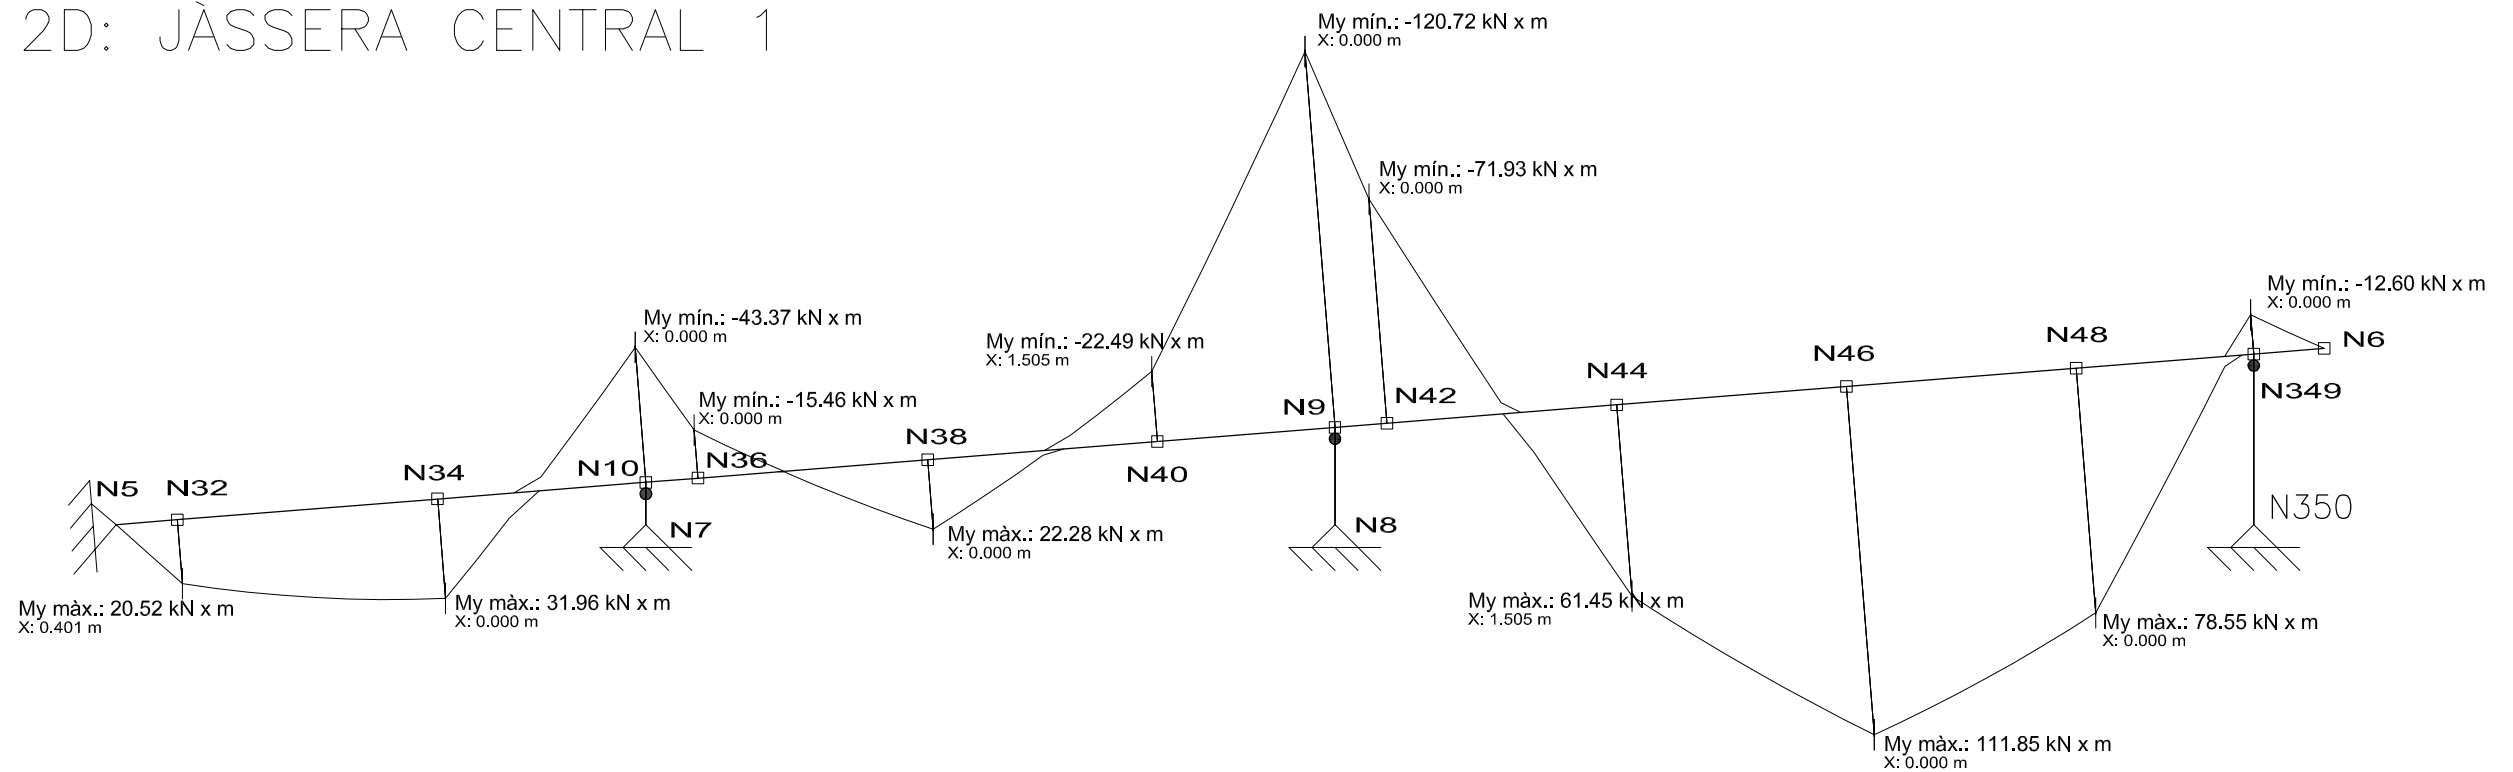 2D: JÀSSERA CENTRAL 1
My mín.: -120.72 kN x m
X: 0.000 m
My mín.: -71.93 kN x m
X: 0.000 m
My mín.: -12.60 kN x m
X: 0.000 m
My mín.: -43.37 kN x m
X: 0.000 m
My mín.: -22.49 kN x m
X: 1.505 m
N48
N6
N46
N44
N349
My mín.: -15.46 kN x m
X: 0.000 m
N42
N9
N38
N36
N10
N34
N40
N5
N32
N350
N7
N8
My màx.: 22.28 kN x m
X: 0.000 m
My màx.: 20.52 kN x m
X: 0.401 m
My màx.: 31.96 kN x m
X: 0.000 m
My màx.: 61.45 kN x m
X: 1.505 m
My màx.: 78.55 kN x m
X: 0.000 m
My màx.: 111.85 kN x m
X: 0.000 m